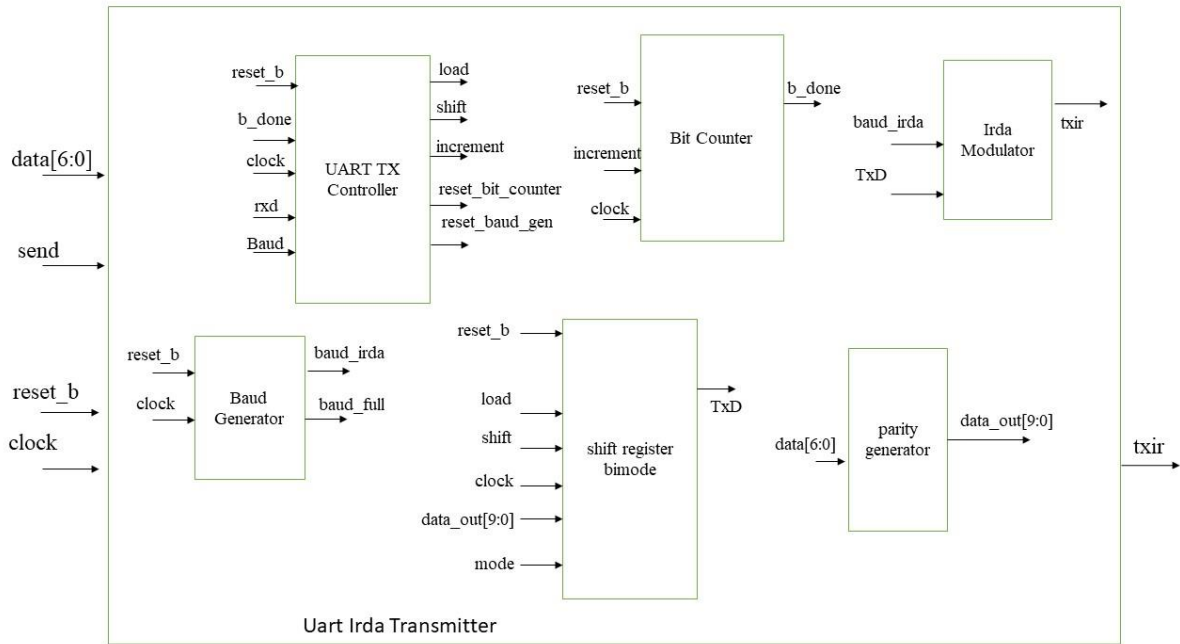 data[6:0]
send
reset_b
clock
reset_b
b_done
clock
rxd
Baud
UART TX
Controller
load
shift
increment
reset_bit_counter
reset_baud_gen
reset_b
increment
clock
Bit Counter
b_done
baud_irda
TxD
Irda
Modulator
txir
reset_b
clock
Baud
Generator
baud_irda
baud_full
reset_b
load
shift
clock
data_out[9:0]
mode
shift register
bimode
TxD
data[6:0]
parity
generator
data_out[9:0]
txir
Uart Irda Transmitter